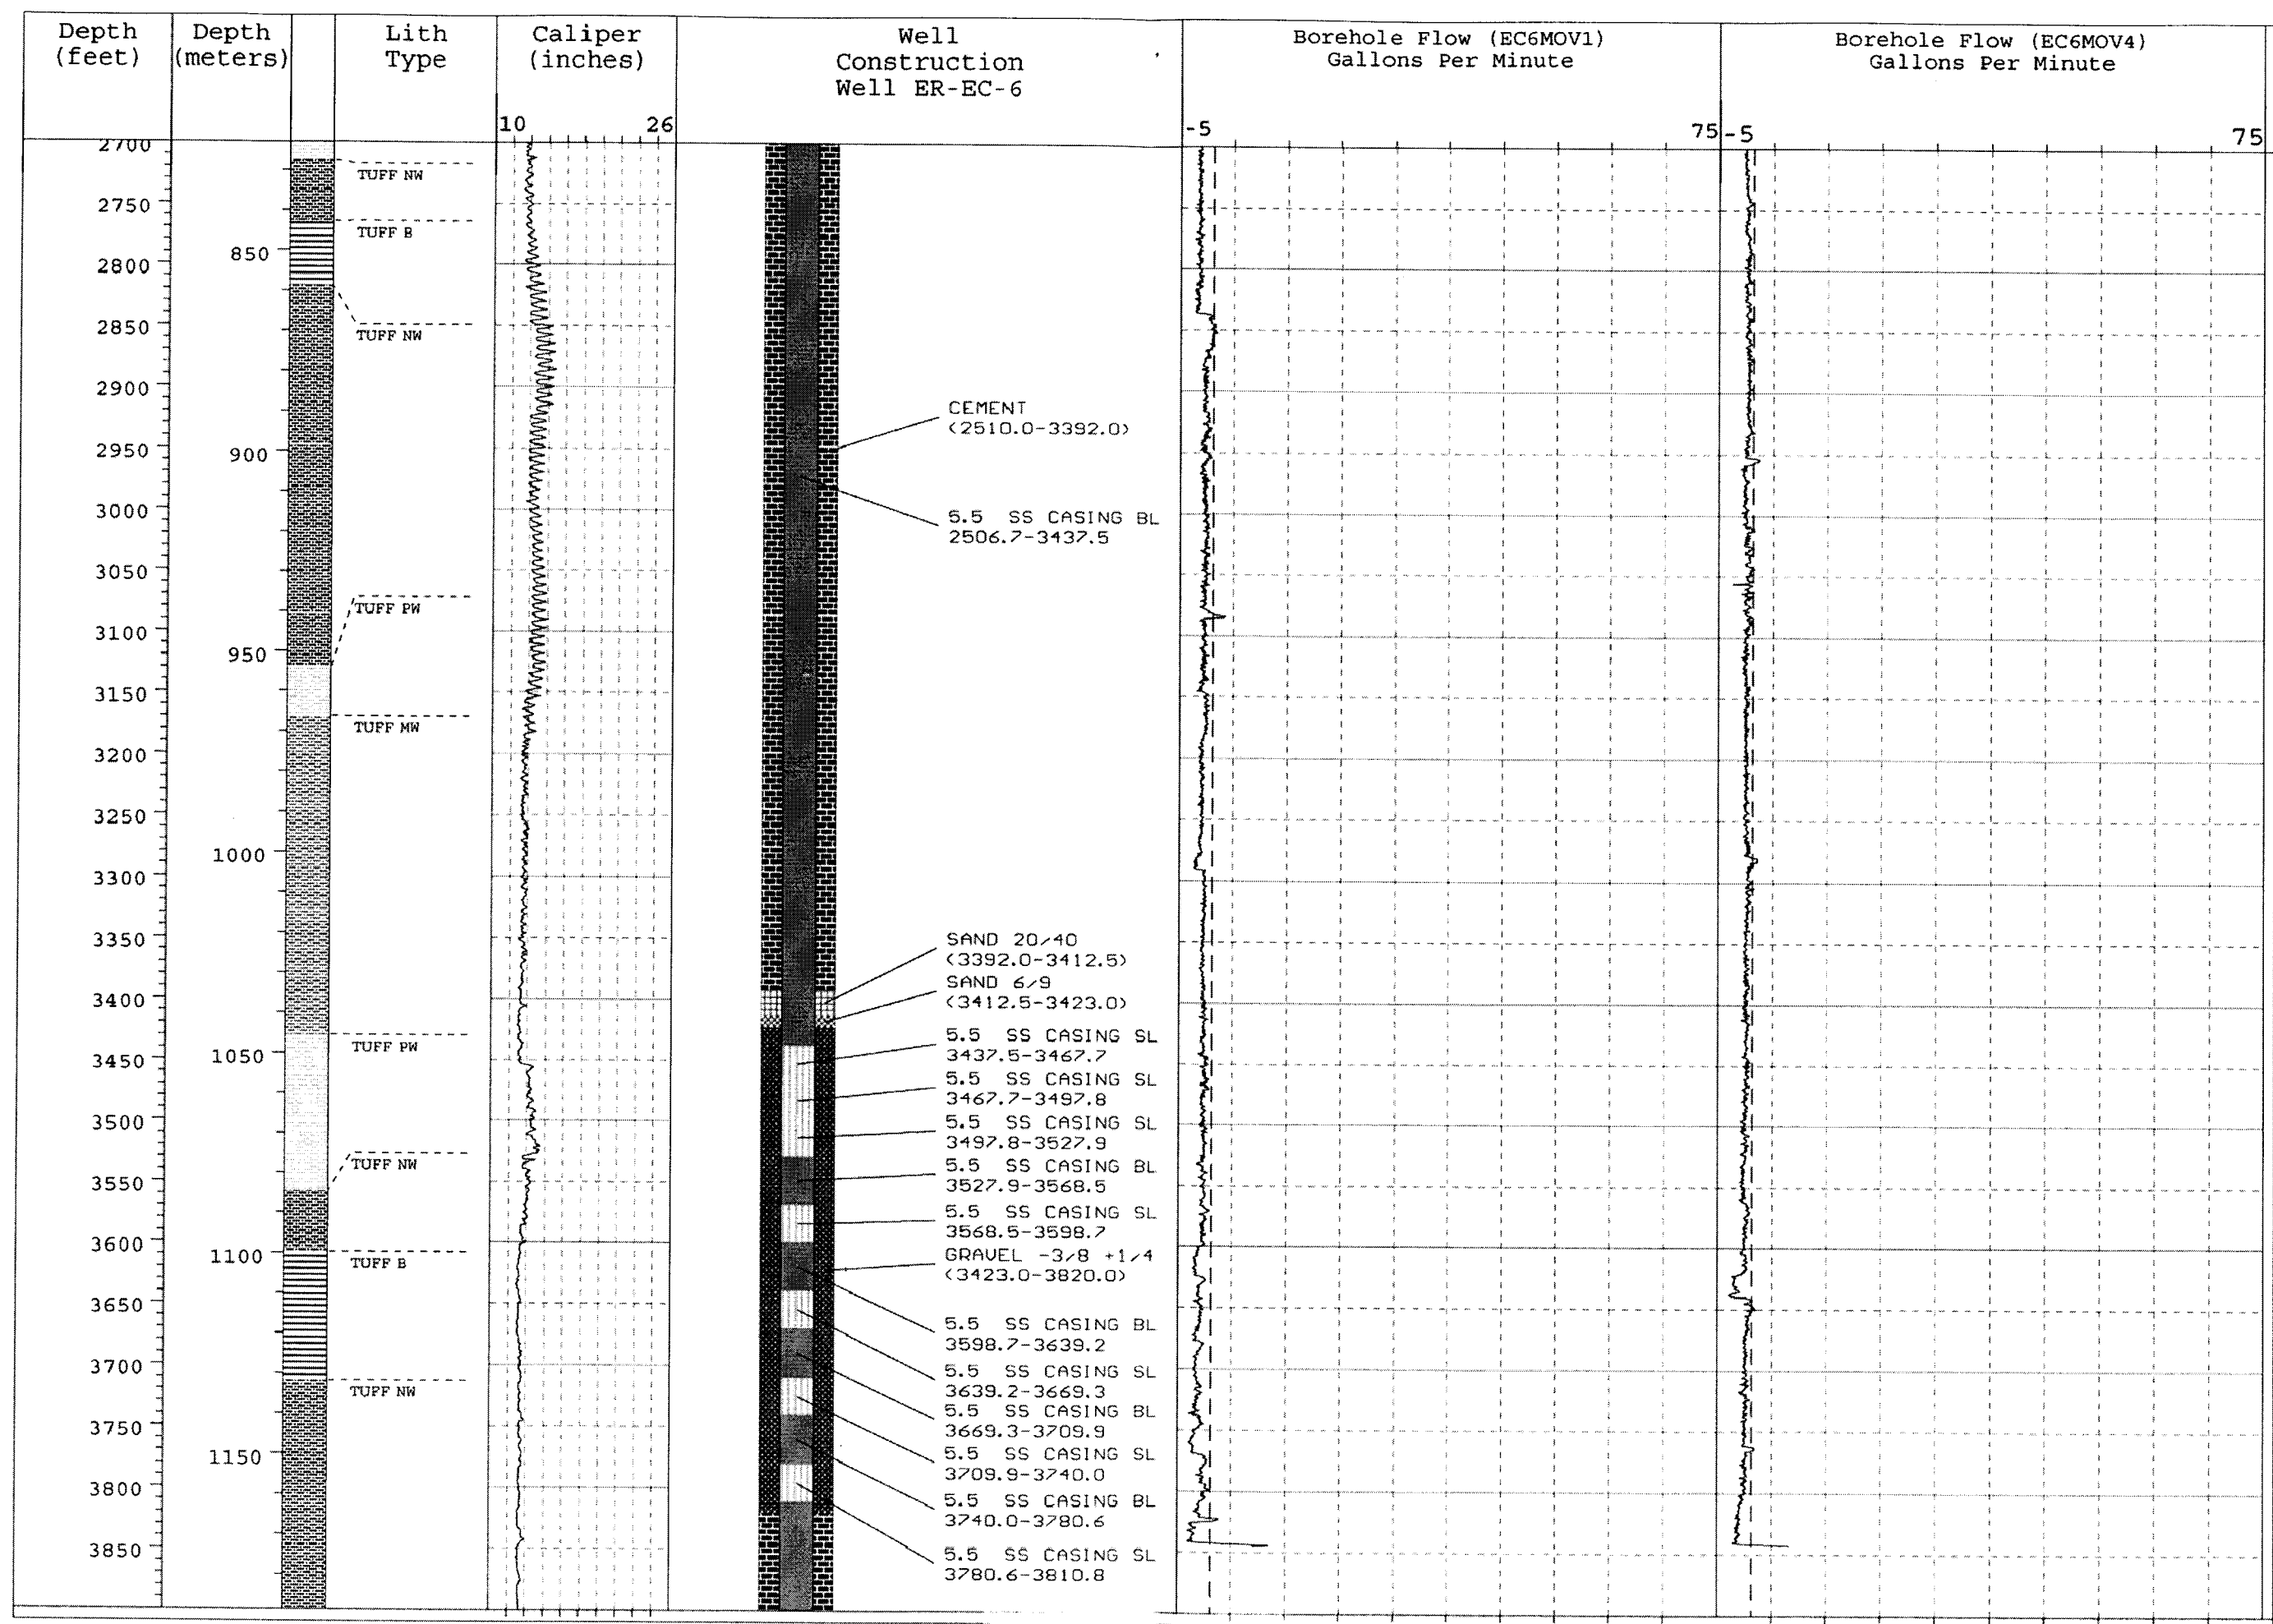 Depth
(feet)
Depth
(meters)
Lith
Type
Caliper
(inches)
10 26
Well
Construction
Well ER-EC-6
Borehole Flow (EC6MOV1)
Gallons Per Minute
-5 75
Borehole Flow (EC6MOV4)
Gallons Per Minute
-5 75
2700
2750
2800
2850
2900
2950
3000
3050
3100
3150
3200
3250
3300
3350
3400
3450
3500
3550
3600
3650
3700
3750
3800
3850
850
900
950
1000
1050
1100
1150
TUFF NW
TUFF B
TUFF NW
TUFF PW
TUFF MW
TUFF PW
TUFF NW
TUFF B
TUFF NW
10 26
CEMENT
(2510.0-3392.0)
5.5 SS CASING BL
2506.7-3437.5
SAND 20/40
(3392.0-3412.5)
SAND 6/9
(3412.5-3423.0)
5.5 SS CASING SL
3437.5-3467.7
5.5 SS CASING SL
3467.7-3497.8
5.5 SS CASING SL
3497.8-3527.9
5.5 SS CASING BL
3527.9-3568.5
5.5 SS CASING SL
3568.5-3598.7
GRAVEL -3/8 +1/4
(3423.0-3820.0)
5.5 SS CASING BL
3598.7-3639.2
5.5 SS CASING SL
3639.2-3669.3
5.5 SS CASING BL
3669.3-3709.9
5.5 SS CASING SL
3709.9-3740.0
5.5 SS CASING BL
3740.0-3780.6
5.5 SS CASING SL
3780.6-3810.8
-5 75
-5 75